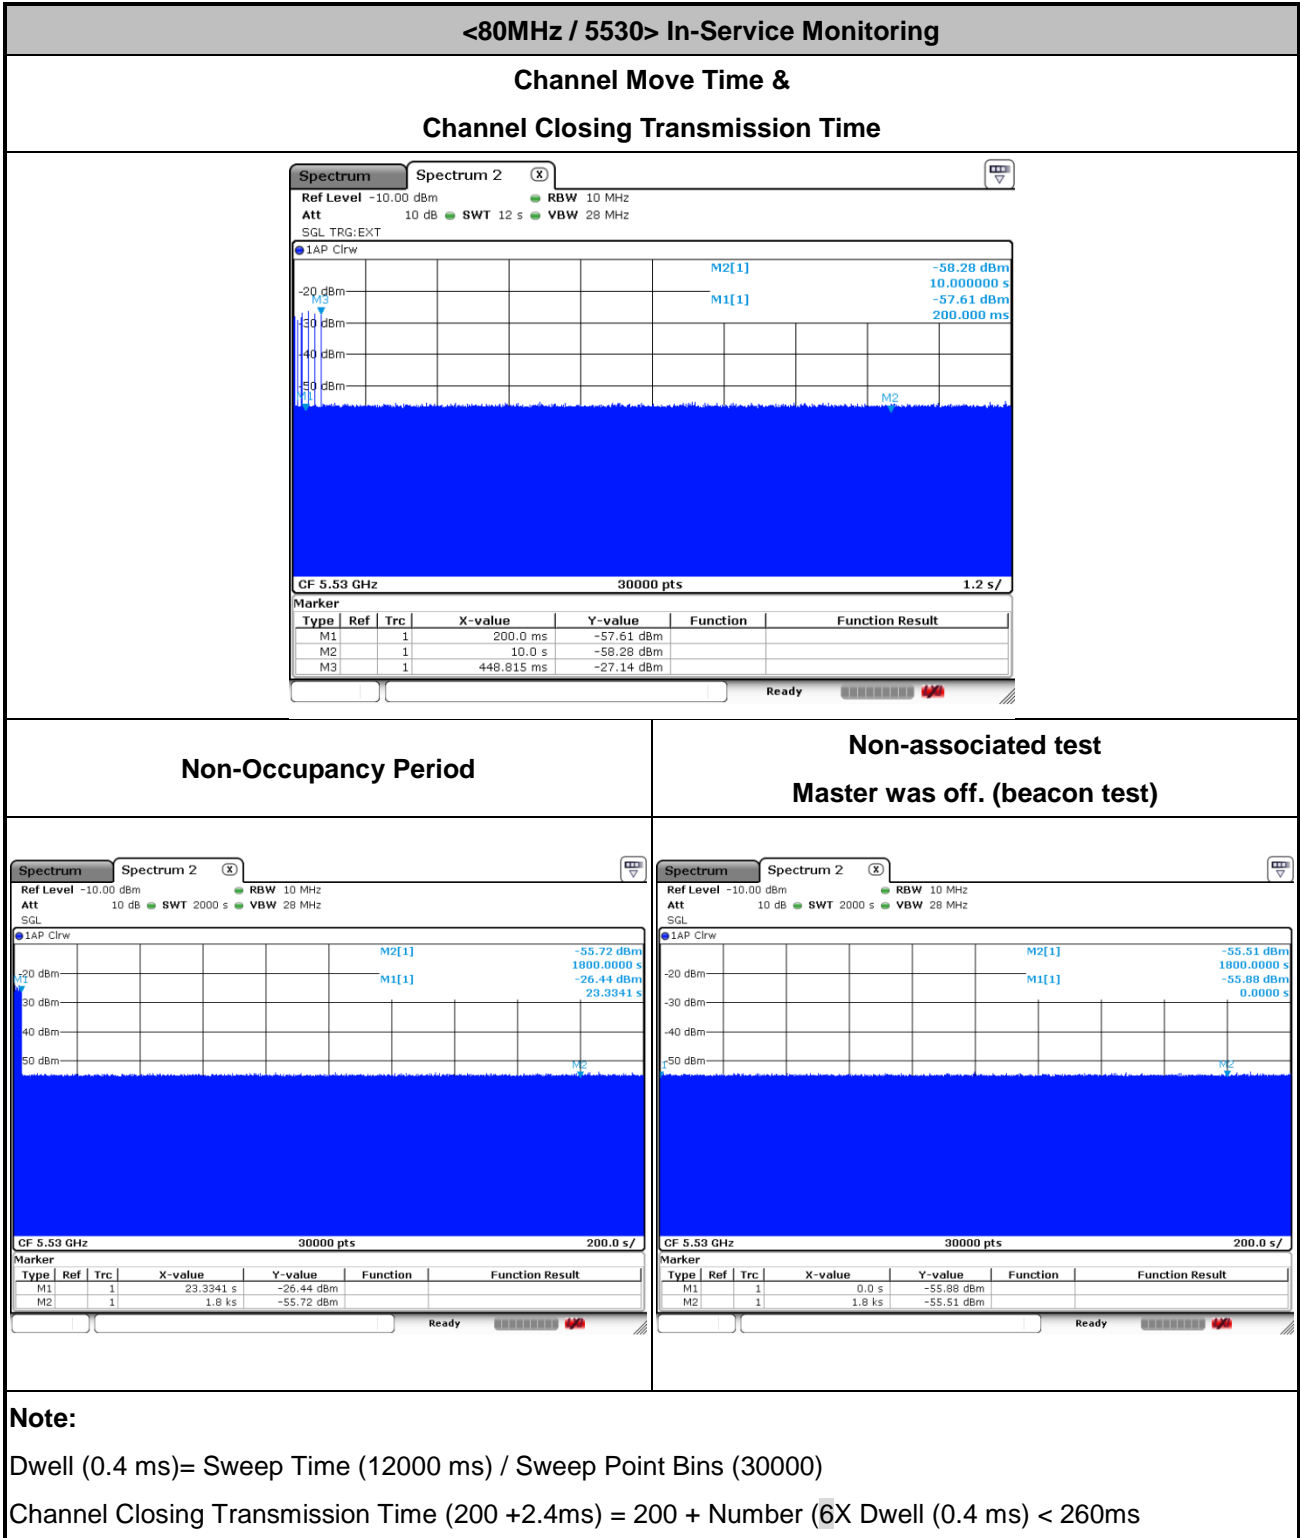 <80MHz / 5530> In-Service Monitoring
Channel Move Time &
Channel Closing Transmission Time
Spectrum Spectrum 2 X
Ref Level -10.00 dBm RBW 10 MHz
Att 10 dB SWT 12 s VBW 28 MHz
SGL TRG:EXT
1AP Clrw
M2[1] -58.28 dBm
10.000000 s
M1[1] -57.61 dBm
200.000 ms
-20 dBm
M3
-30 dBm
-40 dBm
-50 dBm
M1
M2
CF 5.53 GHz 30000 pts 1.2 s/
Marker
Type Ref Trc X-value Y-value Function Function Result
M1 1 200.0 ms -57.61 dBm
M2 1 10.0 s -58.28 dBm
M3 1 448.815 ms -27.14 dBm
Ready
Non-Occupancy Period
Non-associated test
Master was off. (beacon test)
Spectrum Spectrum 2 X
Ref Level -10.00 dBm RBW 10 MHz
Att 10 dB SWT 2000 s VBW 28 MHz
SGL
1AP Clrw
M2[1] -55.72 dBm
1800.0000 s
M1[1] -26.44 dBm
23.3341 s
-20 dBm
M1
30 dBm
40 dBm
50 dBm
M2
CF 5.53 GHz 30000 pts 200.0 s/
Marker
Type Ref Trc X-value Y-value Function Function Result
M1 1 23.3341 s -26.44 dBm
M2 1 1.8 ks -55.72 dBm
Ready
Spectrum Spectrum 2 X
Ref Level -10.00 dBm RBW 10 MHz
Att 10 dB SWT 2000 s VBW 28 MHz
SGL
1AP Clrw
M2[1] -55.51 dBm
1800.0000 s
M1[1] -55.88 dBm
0.0000 s
-20 dBm
-30 dBm
-40 dBm
-50 dBm
M2
CF 5.53 GHz 30000 pts 200.0 s/
Marker
Type Ref Trc X-value Y-value Function Function Result
M1 1 0.0 s -55.88 dBm
M2 1 1.8 ks -55.51 dBm
Ready
Note:
Dwell (0.4 ms)= Sweep Time (12000 ms) / Sweep Point Bins (30000)
Channel Closing Transmission Time (200 +2.4ms) = 200 + Number (6X Dwell (0.4 ms) < 260ms